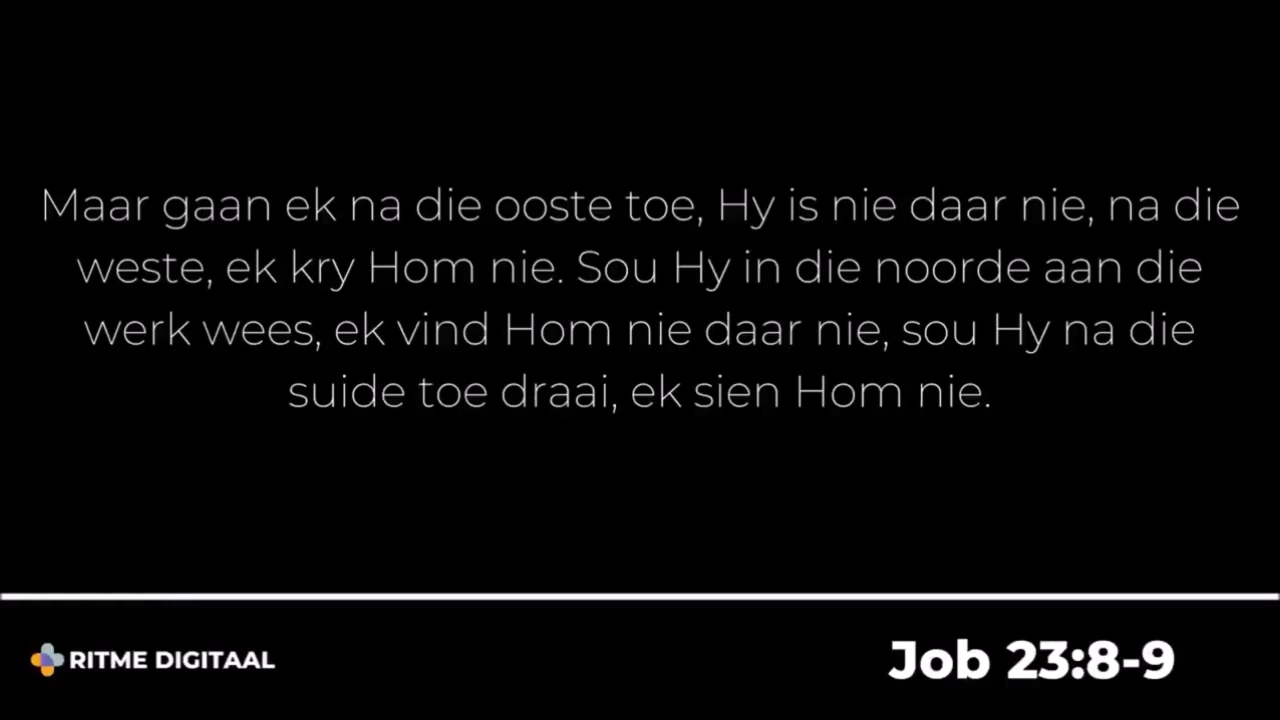 Maar gaan ek na die ooste toe, Hy is nie daar nie, na die
weste, ek kry Hom nie. Sou Hy in die noorde aan die
werk wees, ek vind Hom nie daar nie, sou Hy na die
suide toe draai, ek sien Hom nie.
RITME DIGITAAL
Job 23:8-9